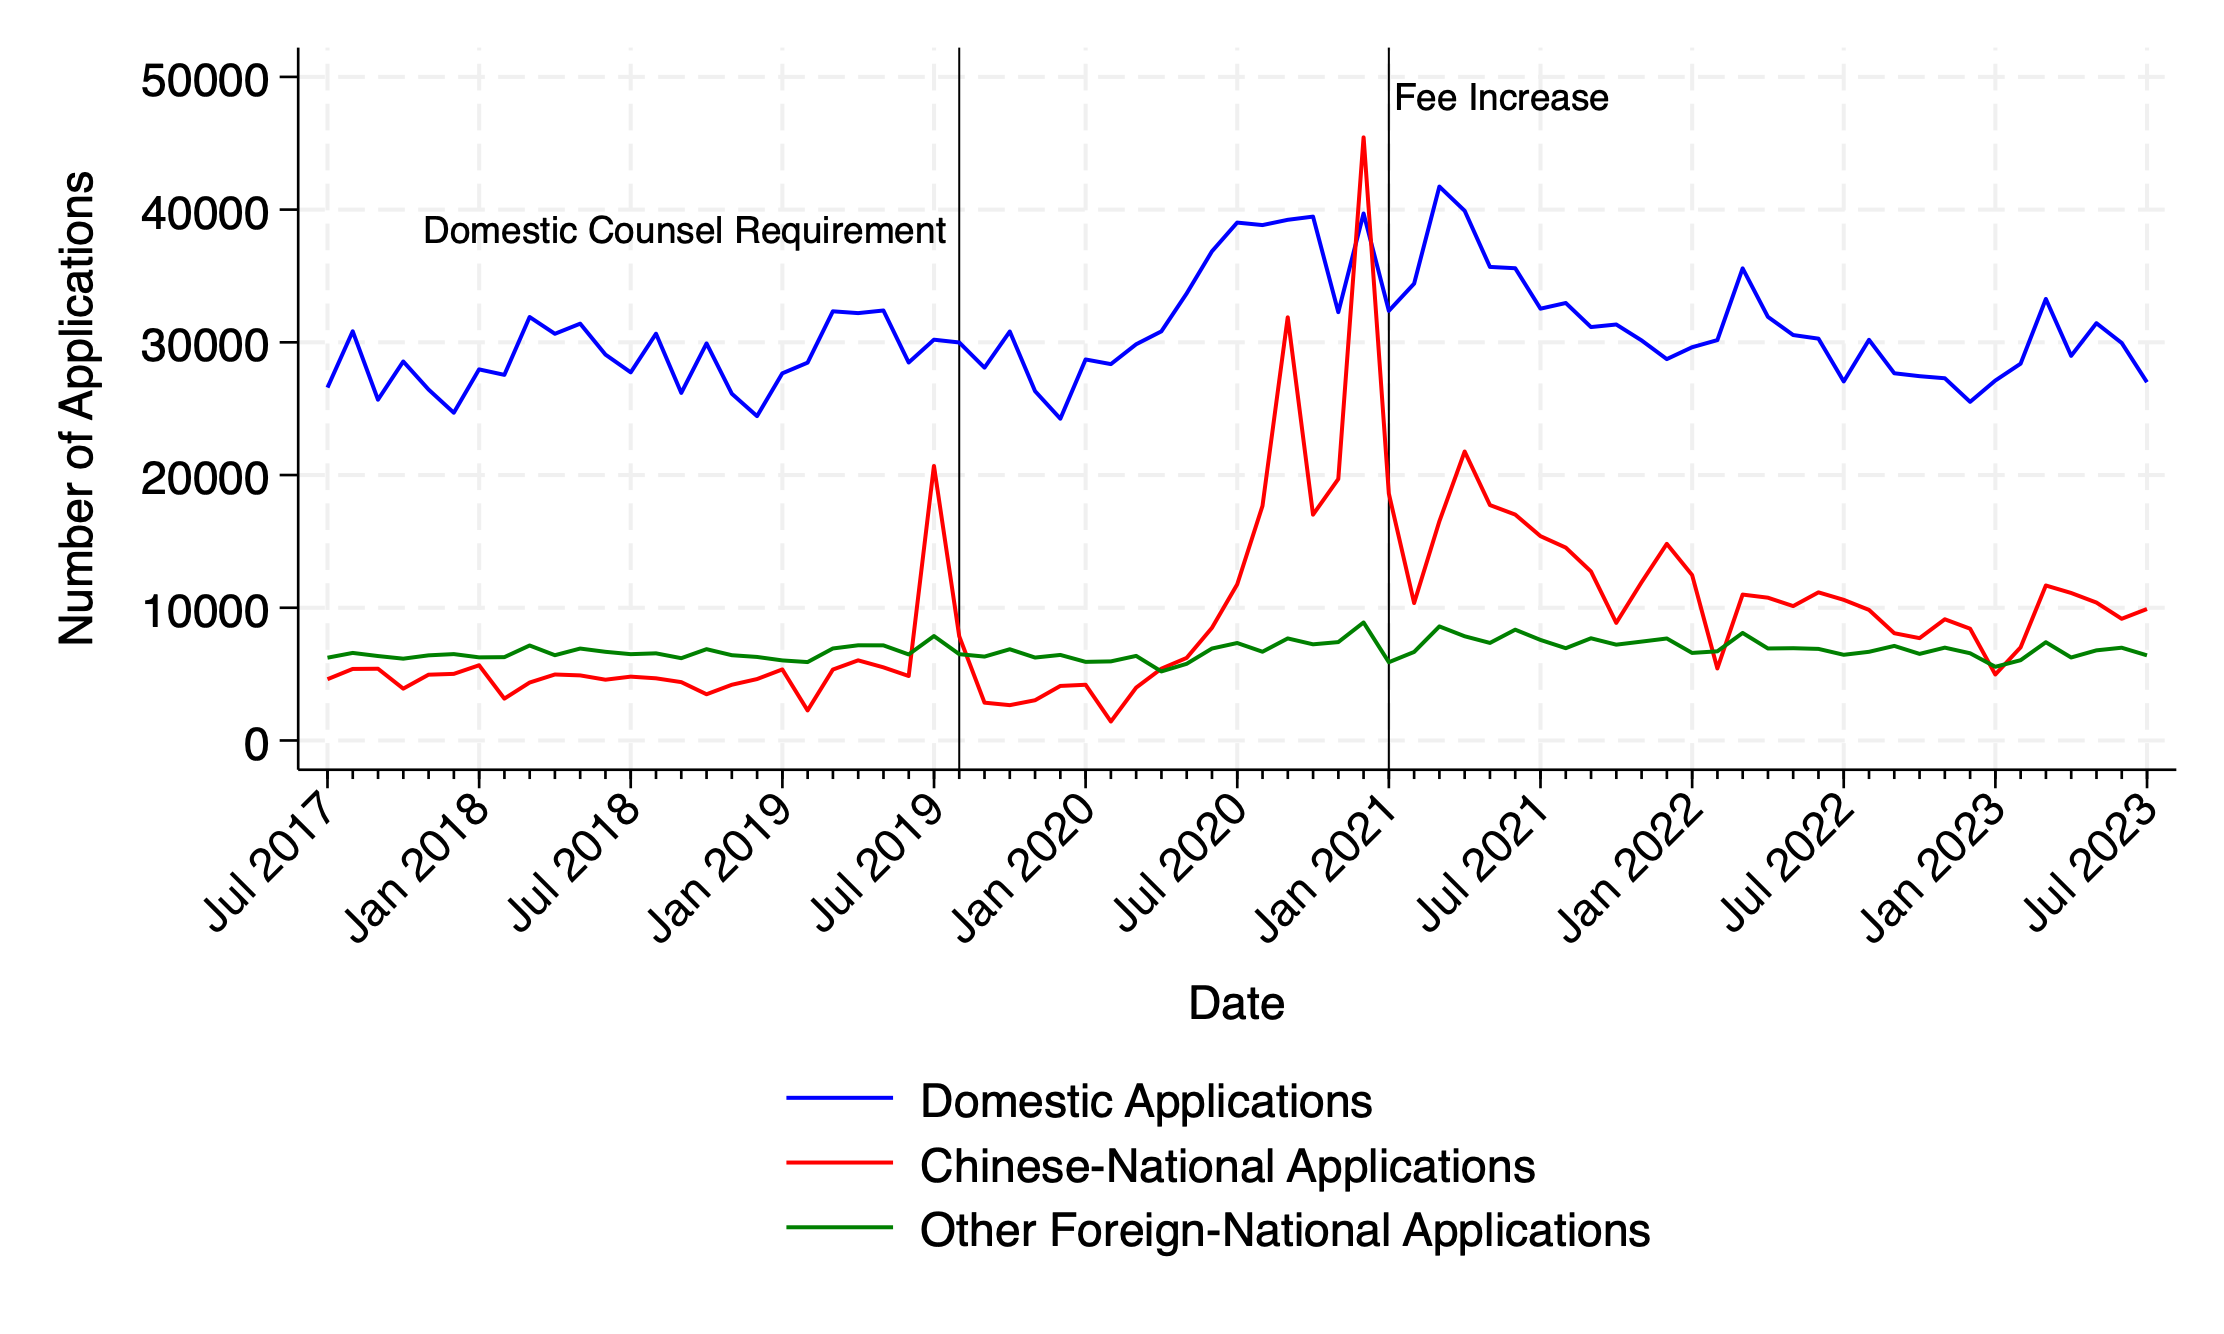 Number of Applications
50000
40000
30000
20000
10000
0
Fee Increase
Domestic Counsel Requirement
Jul 2017
Jan 2018
Jul 2018
Jan 2019
Jul 2019
Jan 2020
Jul 2020
Jan 2021
Jul 2021
Jan 2022
Jul 2022
Jan 2023
Jul 2023
Date
Domestic Applications
Chinese-National Applications
Other Foreign-National Applications